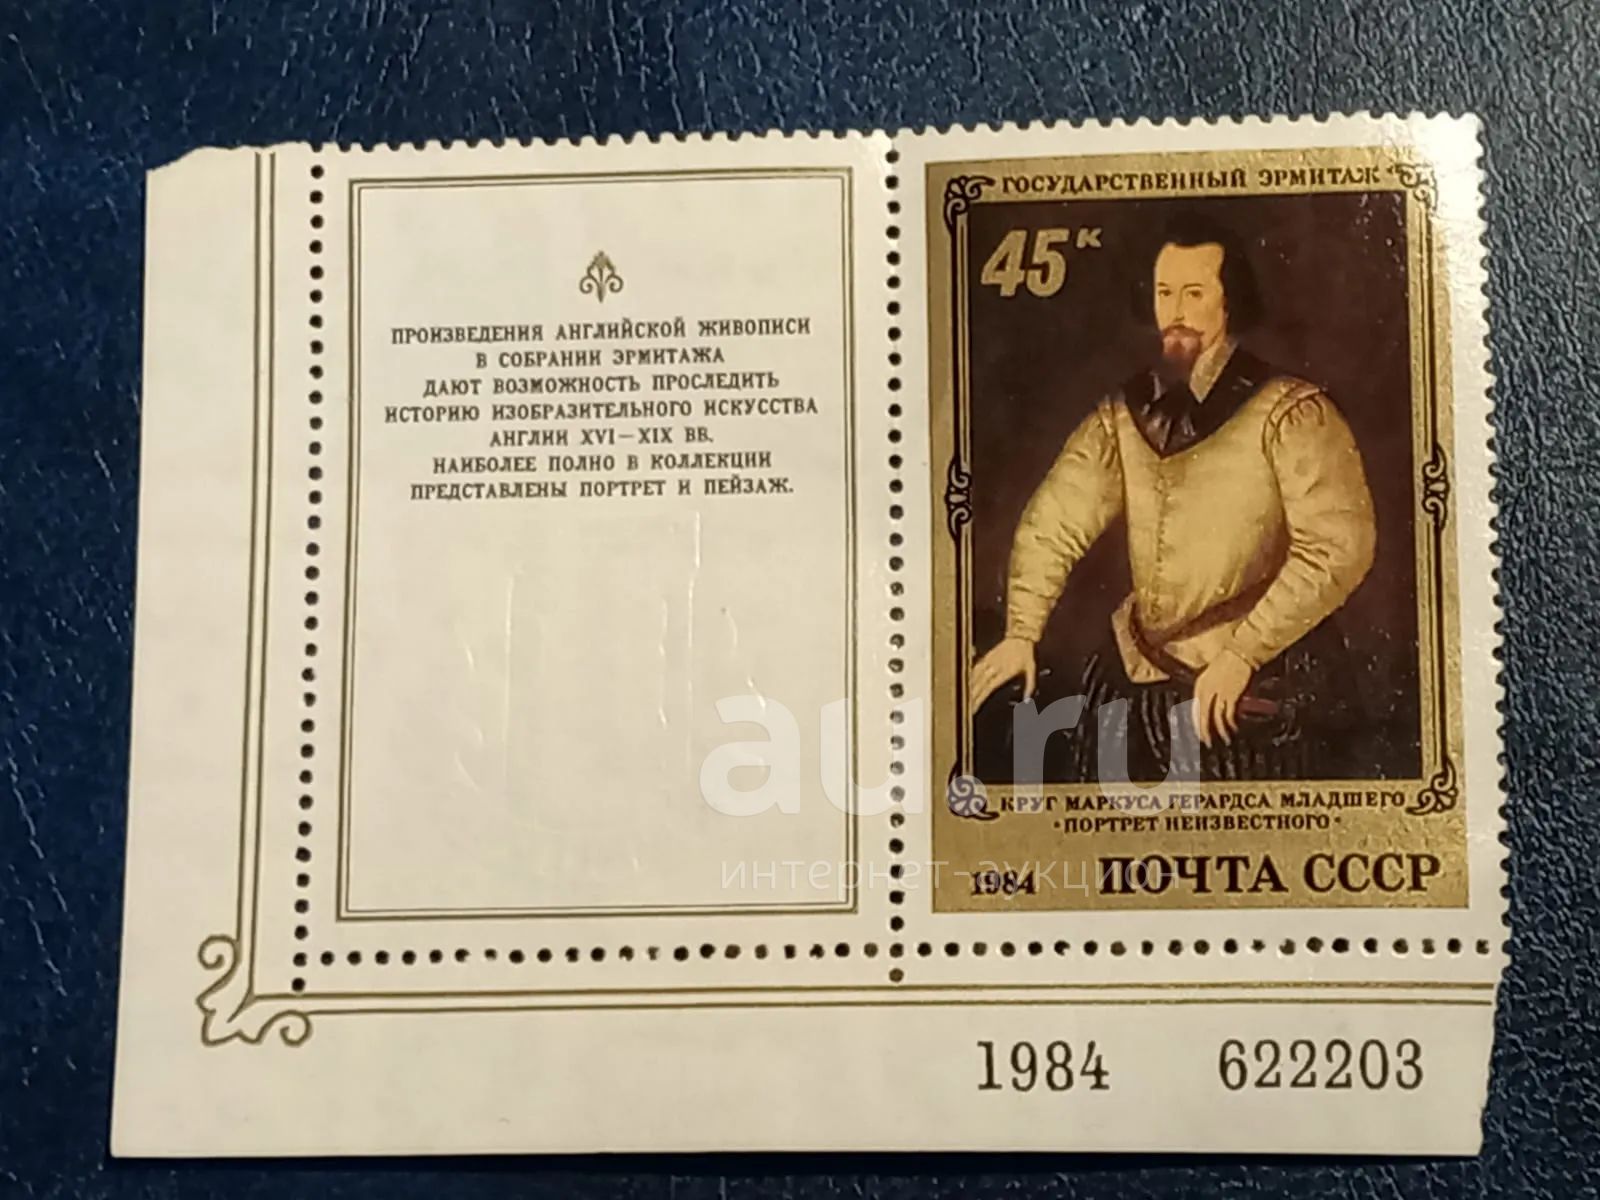 ПРОИЗВЕДЕНИЯ АНГЛИЙСКОЙ ЖИВОПИСИ
В СОБРАНИИ ЭРМИТАЖА
ДАЮТ ВОЗМОЖНОСТЬ ПРОСЛЕДИТЬ
ИСТОРИЮ ИЗОБРАЗИТЕЛЬНОГО ИСКУССТВА
АНГЛИИ XVI—XIX ВВ.
НАИБОЛЕЕ ПОЛНО В КОЛЛЕКЦИИ
ПРЕДСТАВЛЕНЫ ПОРТРЕТ И ПЕЙЗАЖ.
ГОСУДАРСТВЕННЫЙ ЭРМИТАЖ
45 К
КРУГ МАРКУСА ГЕРАРДСА МЛАДШЕГО
•ПОРТРЕТ НЕИЗВЕСТНОГО•
1984 ПОЧТА СССР
1984 622203
au.ru
интернет-аукцион